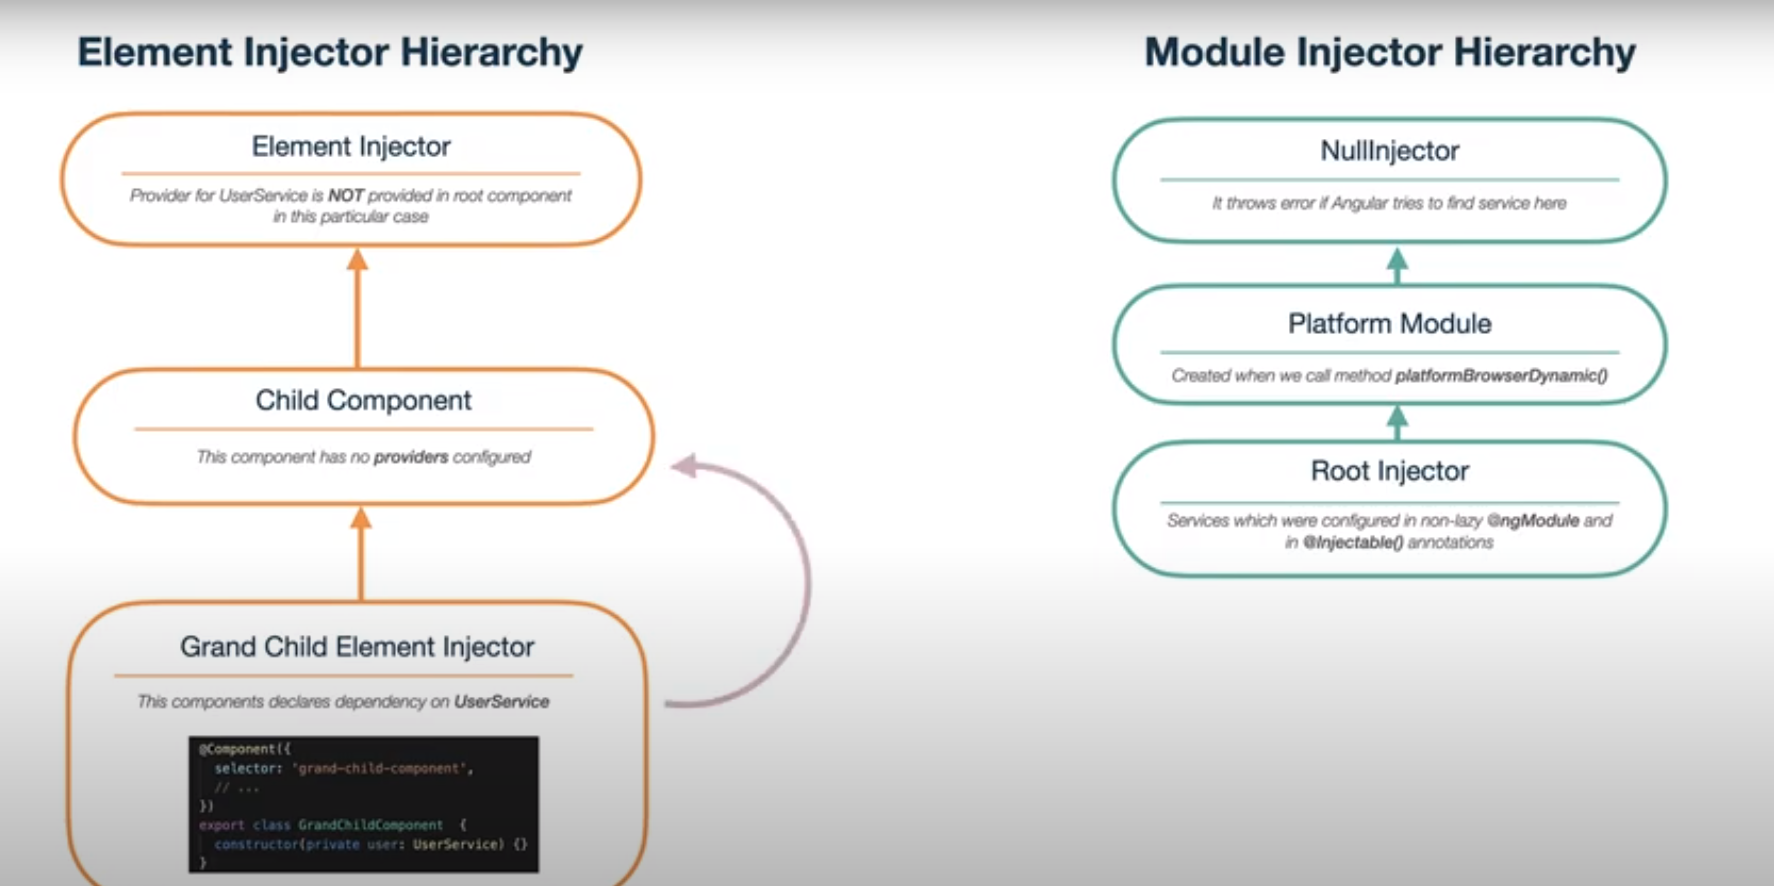 Element Injector Hierarchy
Element Injector
Provider for UserService is NOT provided in root component
in this particular case
Child Component
This component has no providers configured
Grand Child Element Injector
This components declares dependency on UserService
@Component({
selector: 'grand-child-component',
// ...
})
export class GrandChildComponent {
constructor(private user: UserService) {}
}
Module Injector Hierarchy
NullInjector
It throws error if Angular tries to find service here
Platform Module
Created when we call method platformBrowserDynamic()
Root Injector
Services which were configured in non-lazy @ngModule and
in @Injectable() annotations